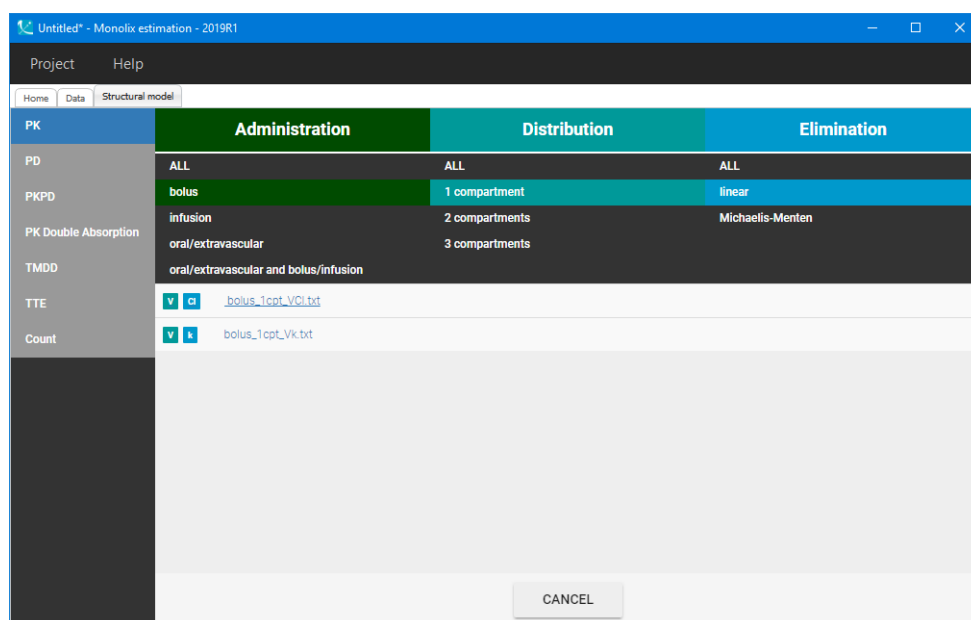 Untitled* - Monolix estimation - 2019R1
Project Help
Home Data Structural model
PK
PD
PKPD
PK Double Absorption
TMDD
TTE
Count
Administration Distribution Elimination
ALL ALL ALL
bolus 1 compartment linear
infusion 2 compartments Michaelis-Menten
oral/extravascular 3 compartments
oral/extravascular and bolus/infusion
V Cl bolus_1cpt_VCl.txt
V k bolus_1cpt_Vk.txt
CANCEL